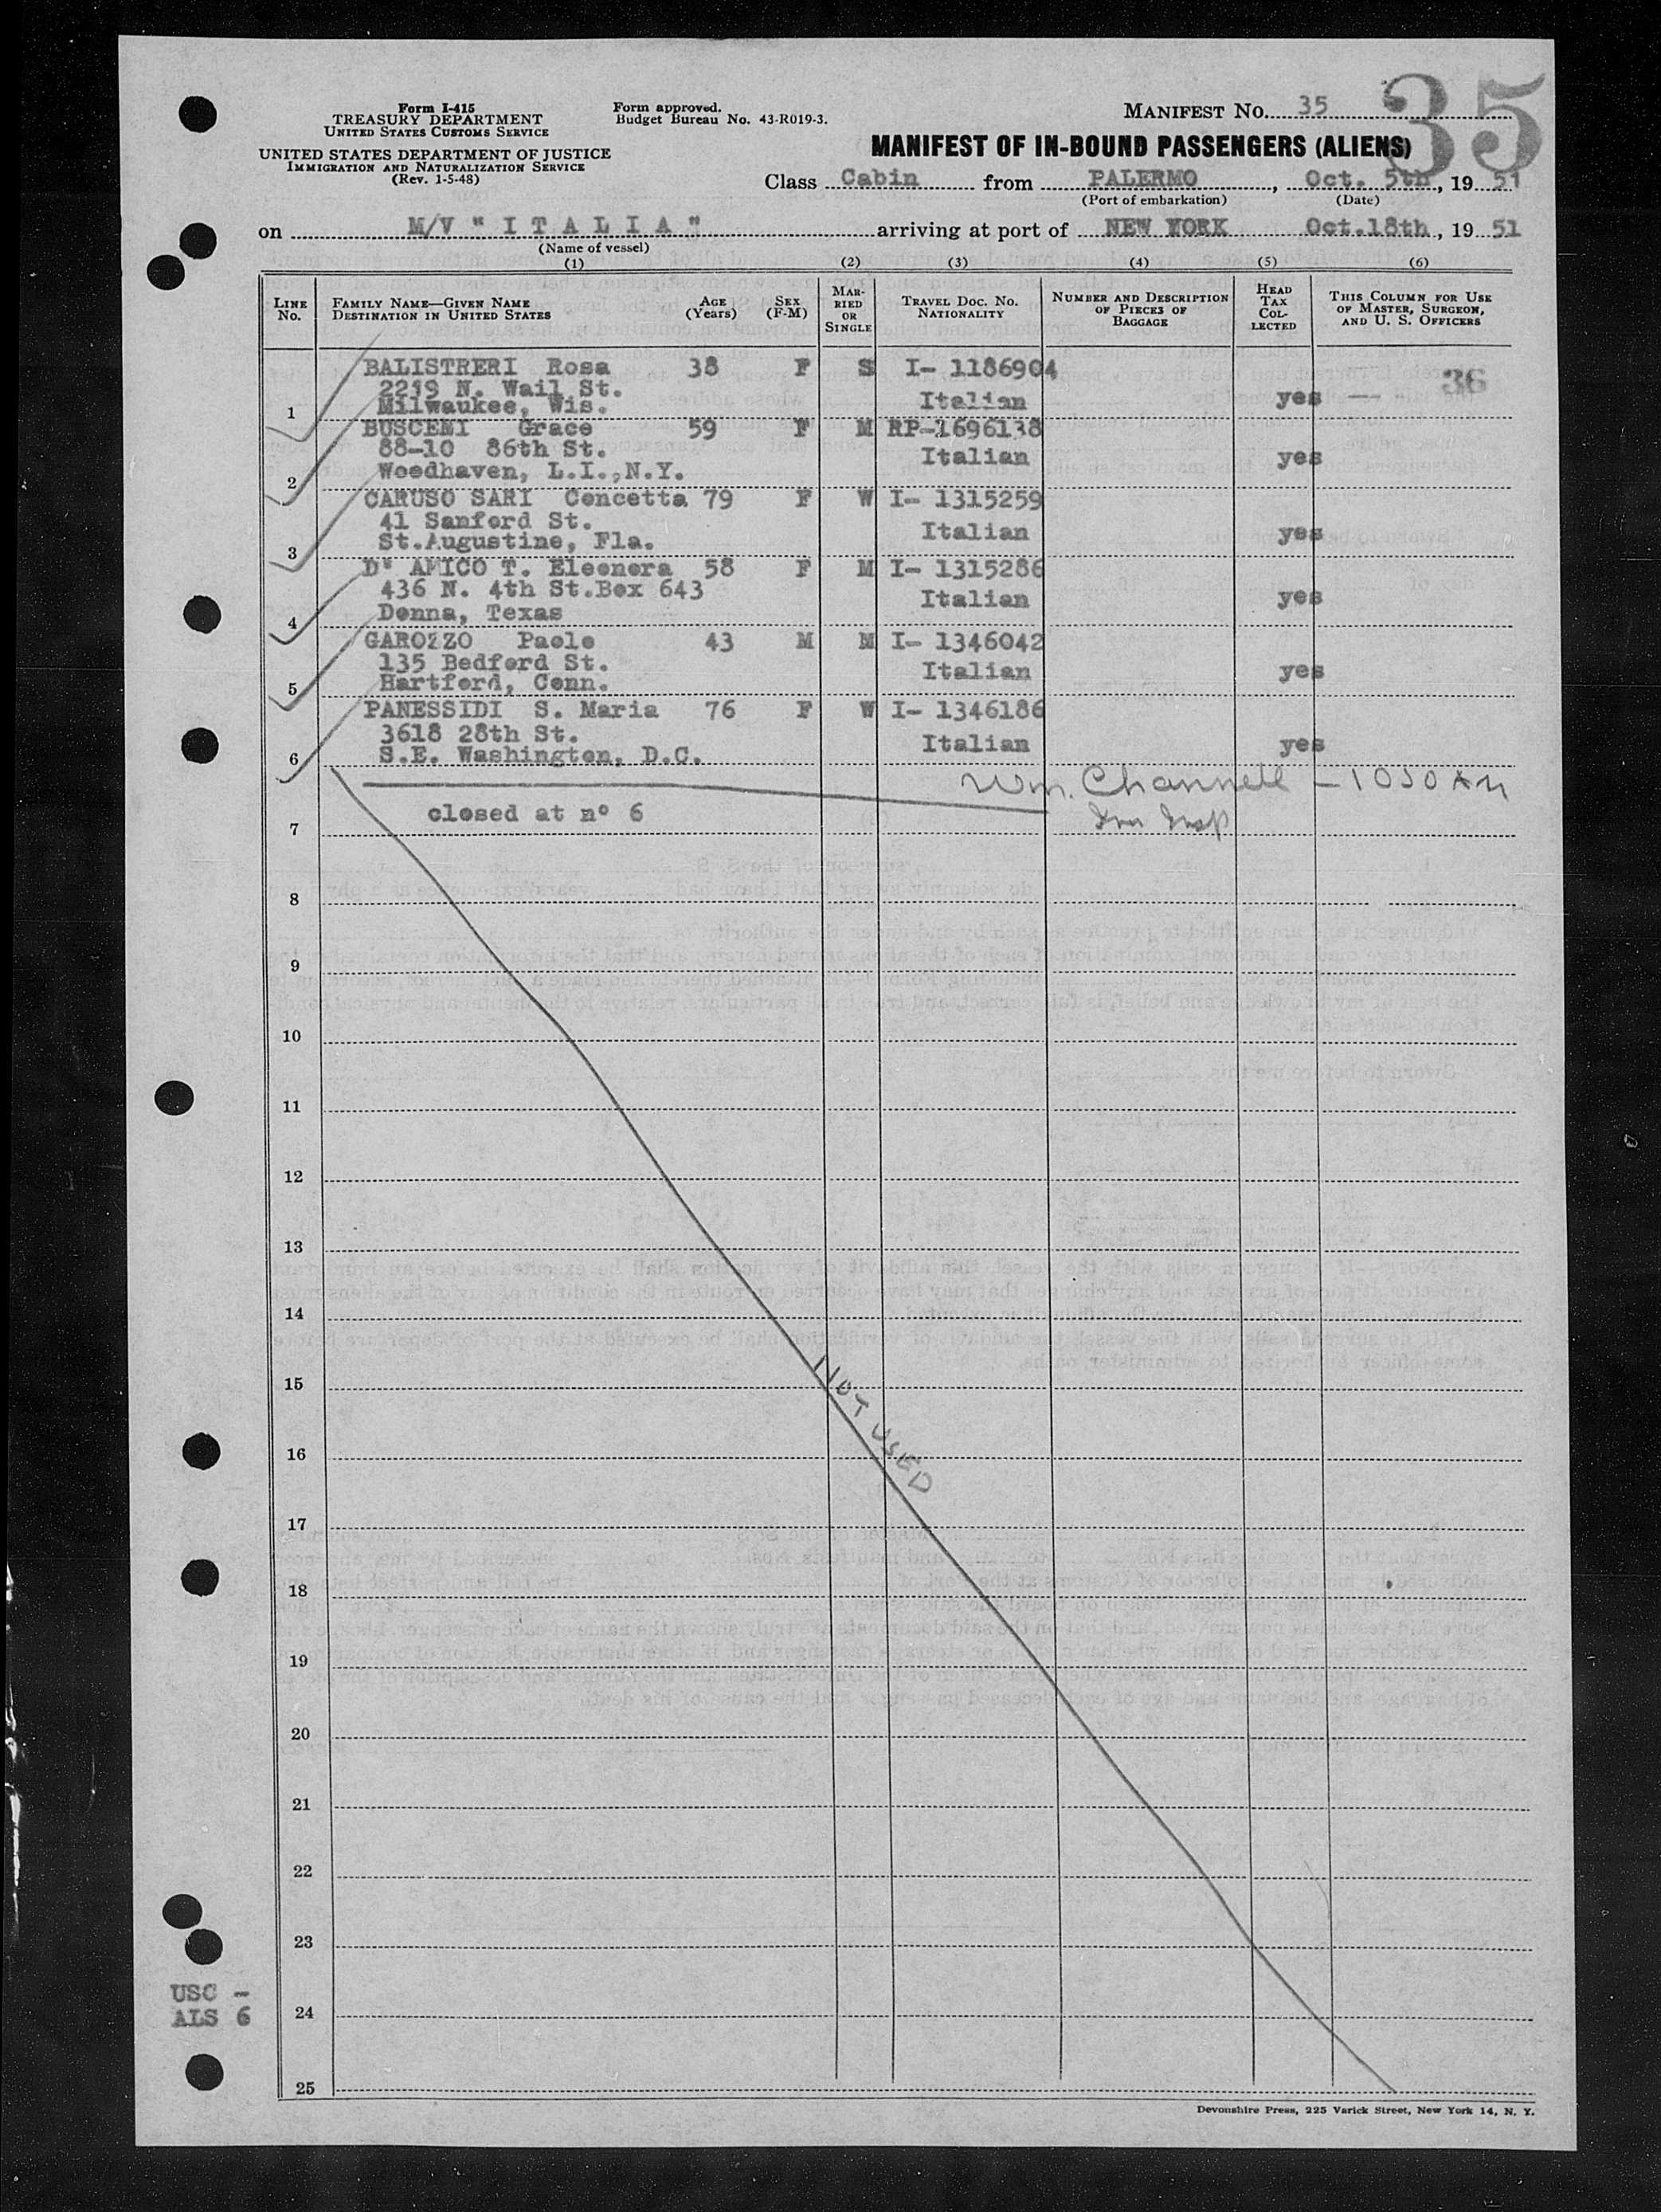 Form I-415
TREASURY DEPARTMENT
UNITED STATES CUSTOMS SERVICE
UNITED STATES DEPARTMENT OF JUSTICE
IMMIGRATION AND NATURALIZATION SERVICE
(Rev. 1-5-48)
Form approved.
Budget Bureau No. 43-R019-3.
MANIFEST NO. 35
35
MANIFEST OF IN-BOUND PASSENGERS (ALIENS)
Class Cabin from PALERMO, Oct. 5th, 19 51
(Port of embarkation) (Date)
on M/V " I T A L I A " arriving at port of NEW YORK Oct.18th, 19 51
(Name of vessel)
(1) (2) (3) (4) (5) (6)
LINE No. FAMILY NAME—GIVEN NAME DESTINATION IN UNITED STATES AGE (Years) SEX (F-M) MARRIED OR SINGLE TRAVEL DOC. NO. NATIONALITY NUMBER AND DESCRIPTION OF PIECES OF BAGGAGE HEAD TAX COLLECTED THIS COLUMN FOR USE OF MASTER, SURGEON, AND U. S. OFFICERS
BALISTRERI Rosa 38 F S I- 1186904 36
2219 N. Wail St.
1 Milwaukee, Wis. Italian yes
BUSCEMI Grace 59 F M RP-1696138
88-10 86th St. Italian yes
2 Woodhaven, L.I.,N.Y.
CARUSO SARI Concetta 79 F W I- 1315259
41 Sanford St. Italian yes
3 St.Augustine, Fla.
D' AMICO T. Eleonora 58 F M I- 1315286
436 N. 4th St.Box 643 Italian yes
4 Donna, Texas
GAROZZO Paolo 43 M M I- 1346042
135 Bedford St. Italian yes
5 Hartford, Conn.
PANESSIDI S. Maria 76 F W I- 1346186
3618 28th St. Italian yes
6 S.E. Washington, D.C.
Wm. Channell - 1030 AM
closed at nº 6
Imm Insp
7
8
9
10
11
12
13
14
15
NOT USED
16
17
18
19
20
21
22
23
USC -
ALS 6
24
25
Devonshire Press, 225 Varick Street, New York 14, N. Y.